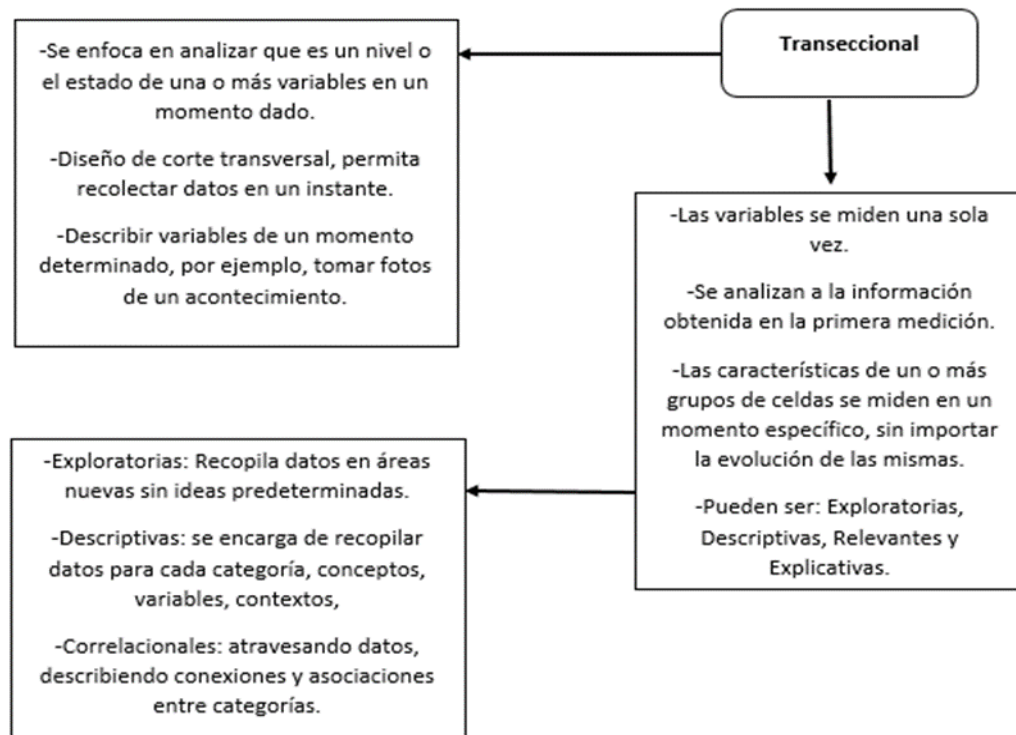 Transeccional
-Se enfoca en analizar que es un nivel o
el estado de una o más variables en un
momento dado.
-Diseño de corte transversal, permita
recolectar datos en un instante.
-Describir variables de un momento
determinado, por ejemplo, tomar fotos
de un acontecimiento.
-Las variables se miden una sola
vez.
-Se analizan a la información
obtenida en la primera medición.
-Las características de un o más
grupos de celdas se miden en un
momento específico, sin importar
la evolución de las mismas.
-Pueden ser: Exploratorias,
Descriptivas, Relevantes y
Explicativas.
-Exploratorias: Recopila datos en áreas
nuevas sin ideas predeterminadas.
-Descriptivas: se encarga de recopilar
datos para cada categoría, conceptos,
variables, contextos,
-Correlacionales: atravesando datos,
describiendo conexiones y asociaciones
entre categorías.